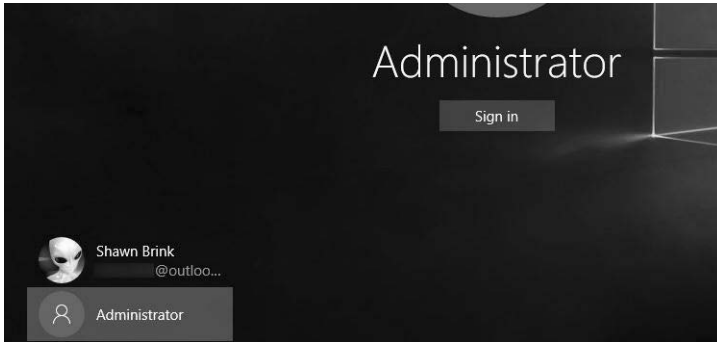 Administrator
Sign in
Shawn Brink
@outloo...
Administrator